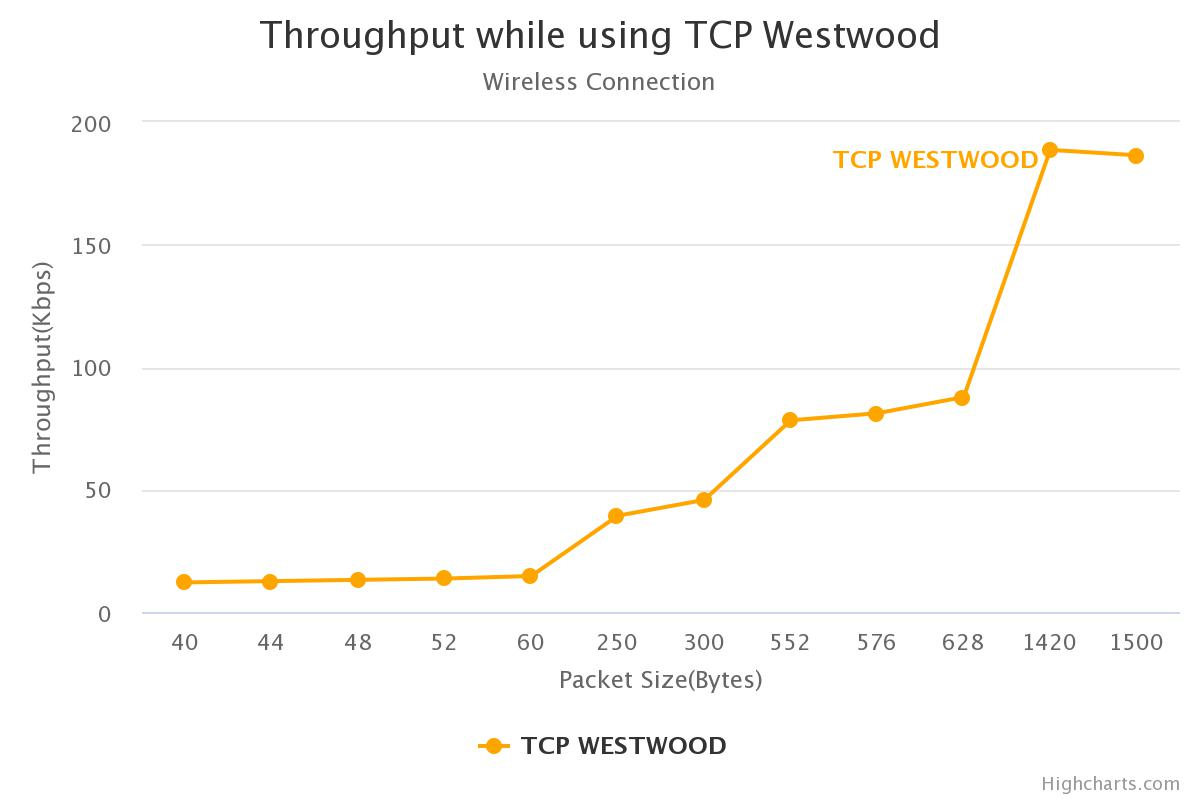 Throughput while using TCP Westwood
Wireless Connection
200
150
100
50
0
Throughput(Kbps)
TCP WESTWOOD
40 44 48 52 60 250 300 552 576 628 1420 1500
Packet Size(Bytes)
TCP WESTWOOD
Highcharts.com